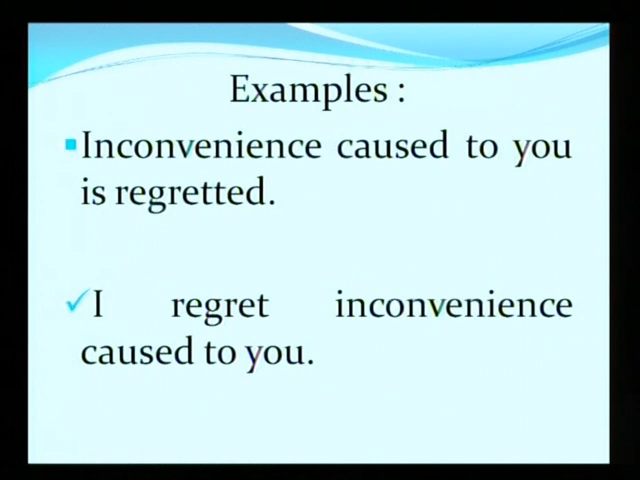 Examples :
Inconvenience caused to you
is regretted.
I regret inconvenience
caused to you.